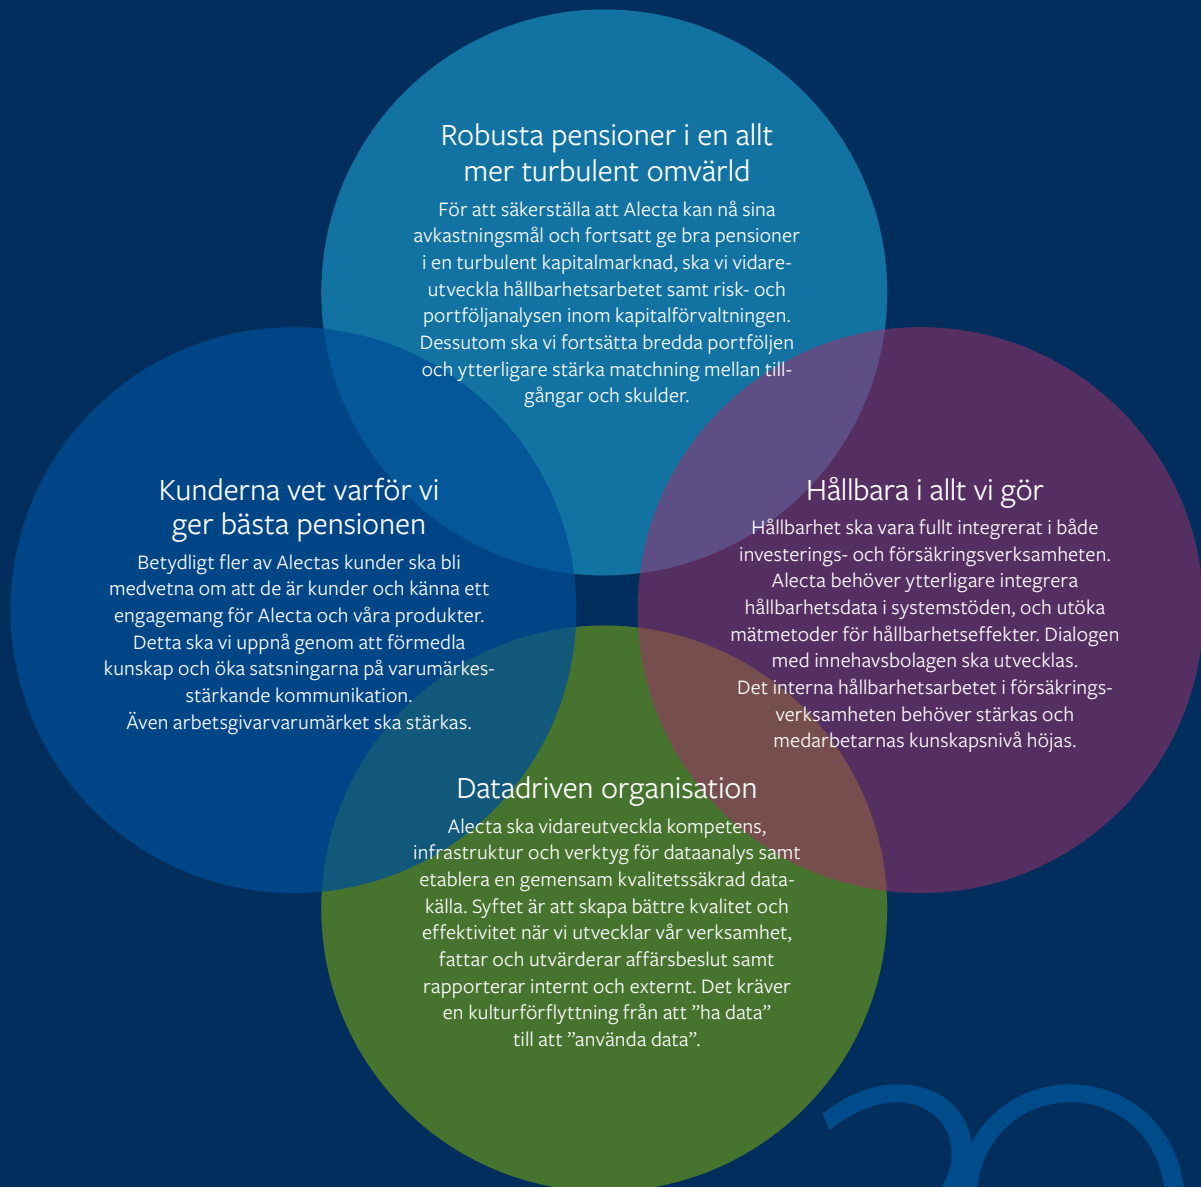 Robusta pensioner i en allt
mer turbulent omvärld
För att säkerställa att Alecta kan nå sina
avkastningsmål och fortsatt ge bra pensioner
i en turbulent kapitalmarknad, ska vi vidare-
utveckla hållbarhetsarbetet samt risk- och
portföljanalysen inom kapitalförvaltningen.
Dessutom ska vi fortsätta bredda portföljen
och ytterligare stärka matchning mellan till-
gångar och skulder.
Kunderna vet varför vi
ger bästa pensionen
Betydligt fler av Alectas kunder ska bli
medvetna om att de är kunder och känna ett
engagemang för Alecta och våra produkter.
Detta ska vi uppnå genom att förmedla
kunskap och öka satsningarna på varumärkes-
stärkande kommunikation.
Även arbetsgivarvarumärket ska stärkas.
Hållbara i allt vi gör
Hållbarhet ska vara fullt integrerat i både
investerings- och försäkringsverksamheten.
Alecta behöver ytterligare integrera
hållbarhetsdata i systemstöden, och utöka
mätmetoder för hållbarhetseffekter. Dialogen
med innehavsbolagen ska utvecklas.
Det interna hållbarhetsarbetet i försäkrings-
verksamheten behöver stärkas och
medarbetarnas kunskapsnivå höjas.
Datadriven organisation
Alecta ska vidareutveckla kompetens,
infrastruktur och verktyg för dataanalys samt
etablera en gemensam kvalitetssäkrad data-
källa. Syftet är att skapa bättre kvalitet och
effektivitet när vi utvecklar vår verksamhet,
fattar och utvärderar affärsbeslut samt
rapporterar internt och externt. Det kräver
en kulturförflyttning från att ”ha data”
till att ”använda data”.